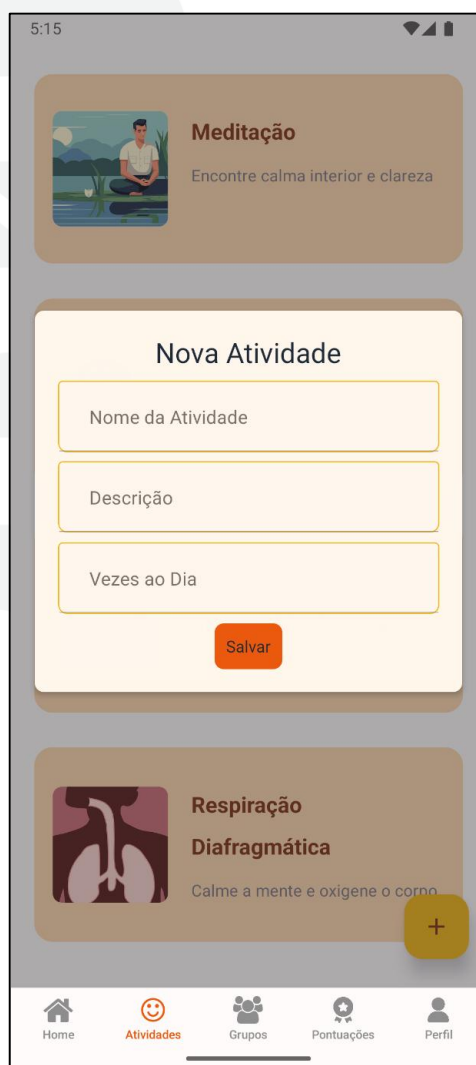 5:15
Meditação
Encontre calma interior e clareza
Nova Atividade
Nome da Atividade
Descrição
Vezes ao Dia
Salvar
Respiração
Diafragmática
Calme a mente e oxigene o corpo
+
Home
Atividades
Grupos
Pontuações
Perfil